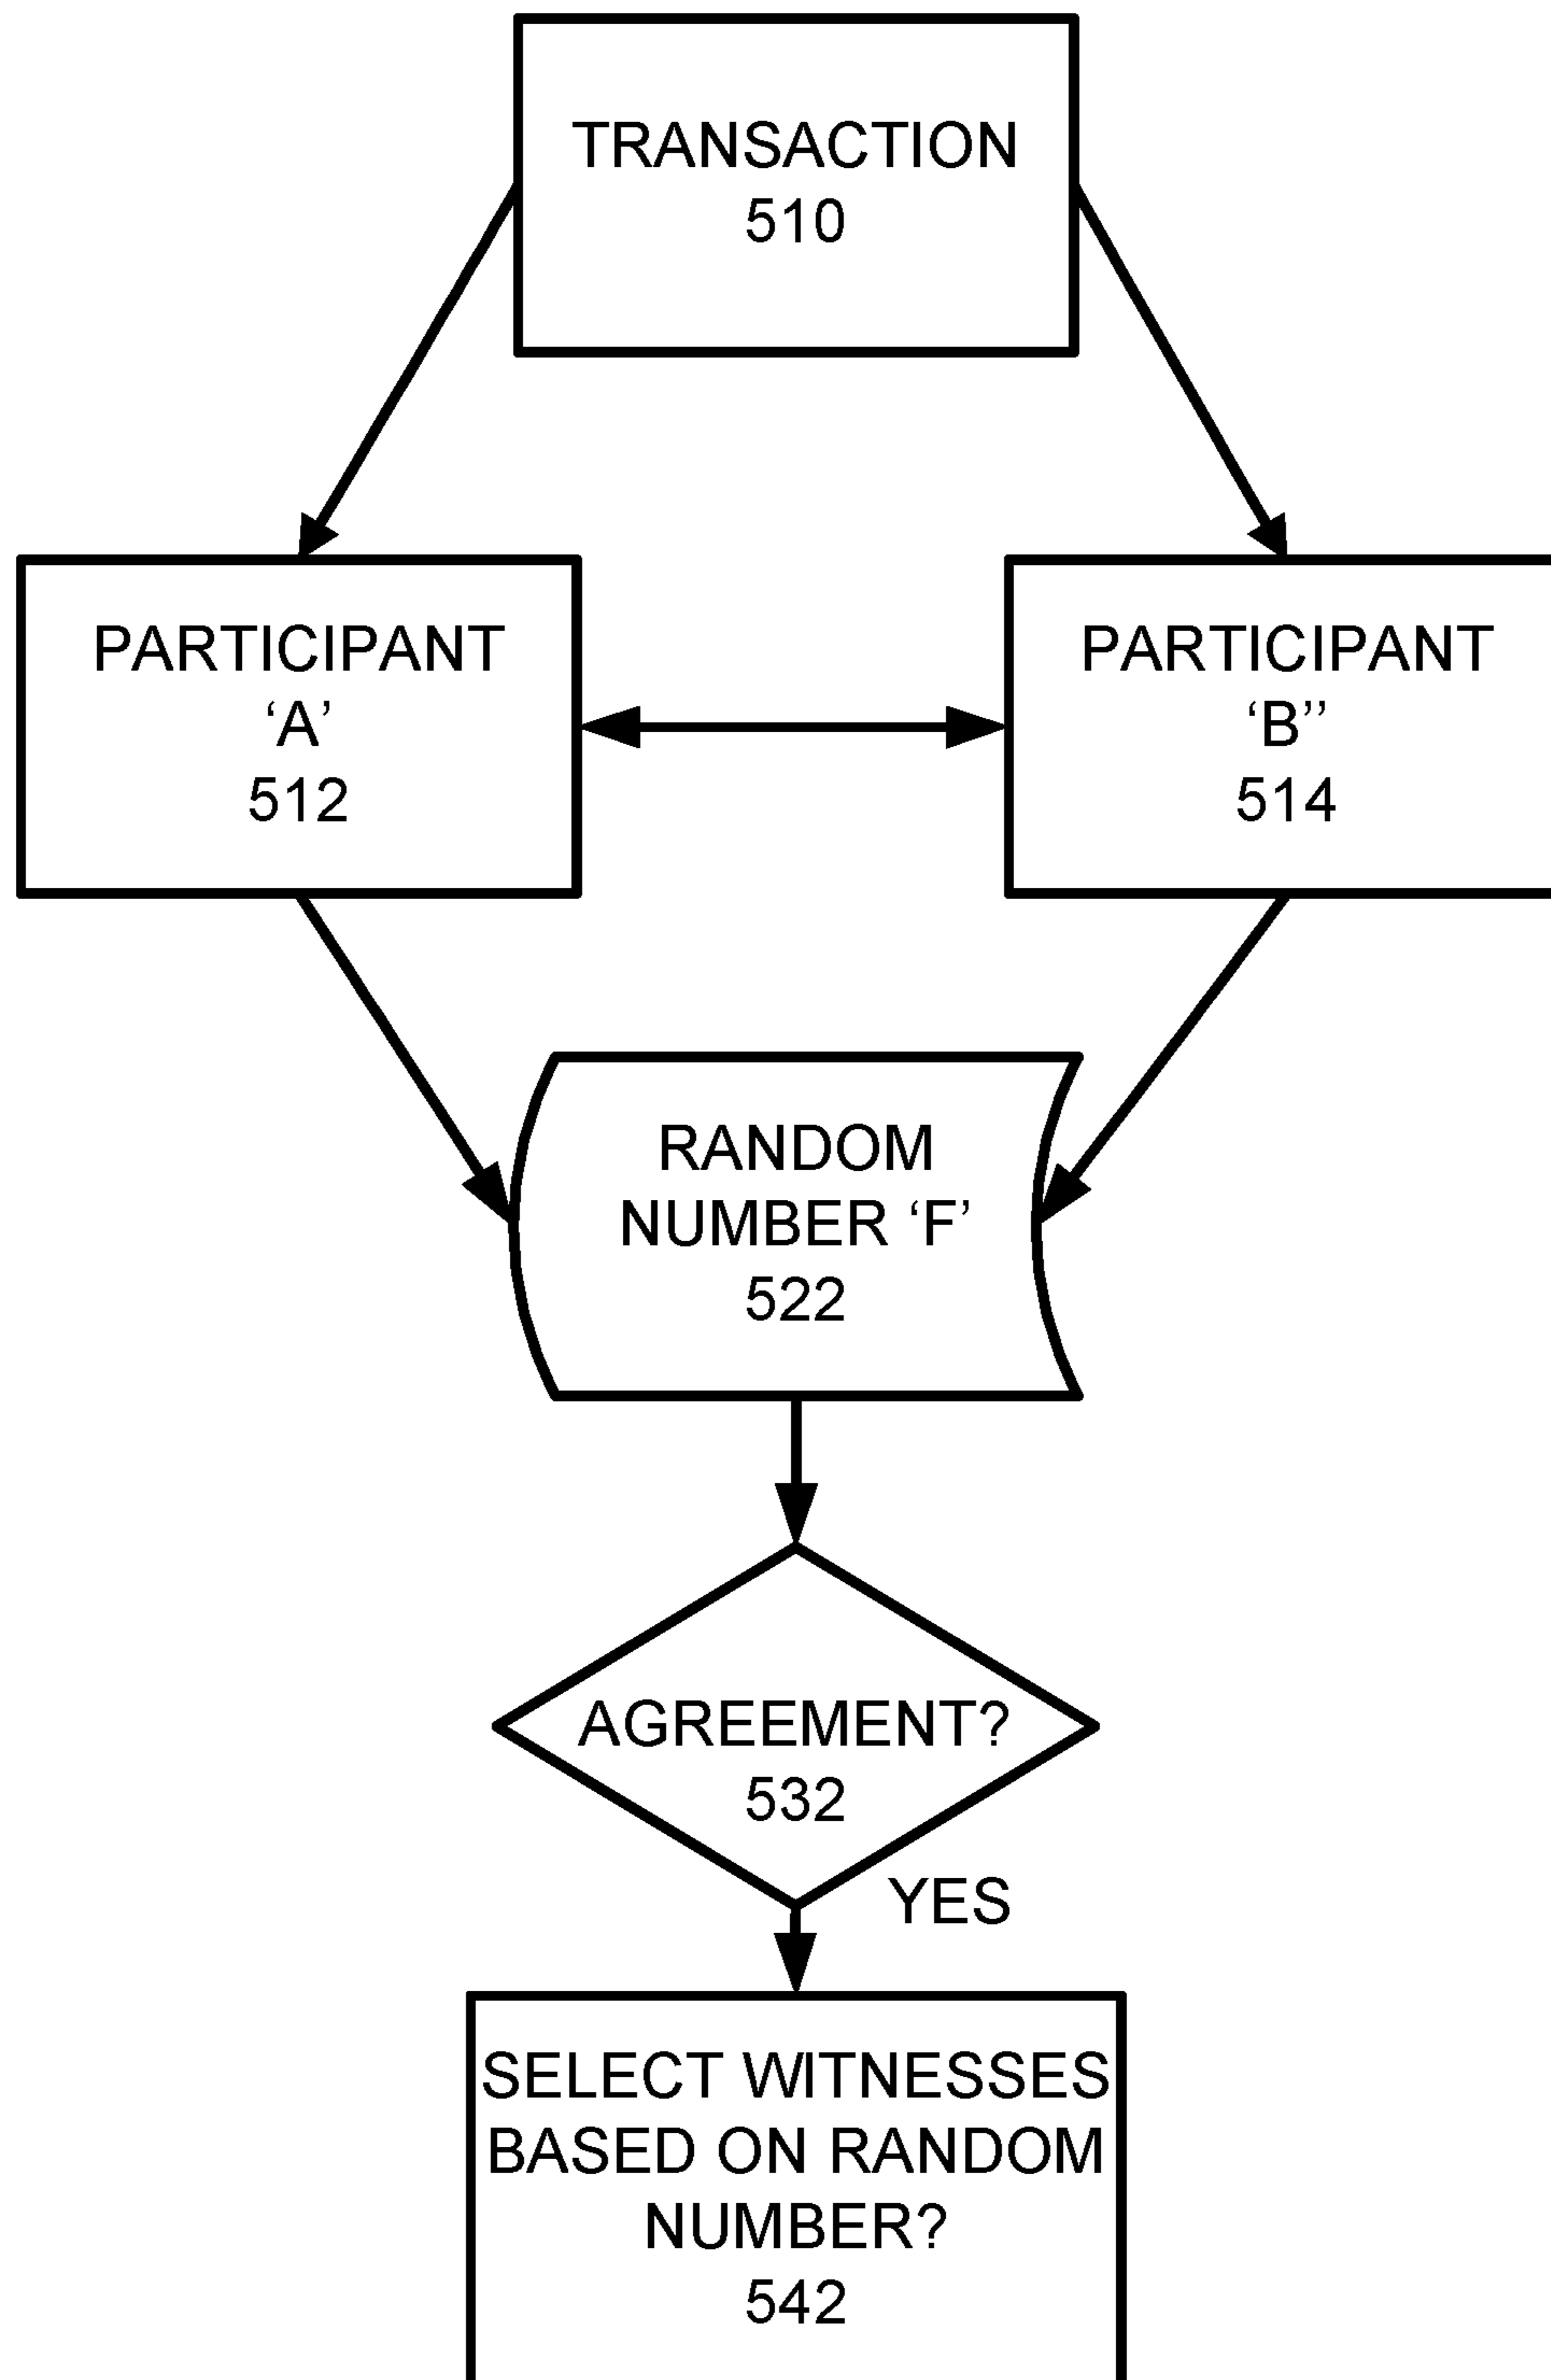 TRANSACTION
510
PARTICIPANT
‘A’
512
PARTICIPANT
‘B’’
514
RANDOM
NUMBER ‘F’
522
AGREEMENT?
532
YES
SELECT WITNESSES
BASED ON RANDOM
NUMBER?
542